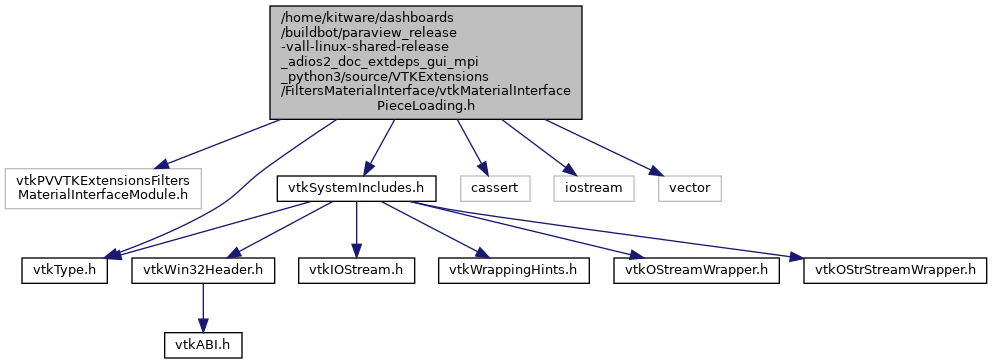 /home/kitware/dashboards
/buildbot/paraview_release
-vall-linux-shared-release
_adios2_doc_extdeps_gui_mpi
_python3/source/VTKExtensions
/FiltersMaterialInterface/vtkMaterialInterface
PieceLoading.h
vtkPVVTKExtensionsFilters
MaterialInterfaceModule.h
vtkSystemIncludes.h
cassert
iostream
vector
vtkType.h
vtkWin32Header.h
vtkIOStream.h
vtkWrappingHints.h
vtkOStreamWrapper.h
vtkOStrStreamWrapper.h
vtkABI.h